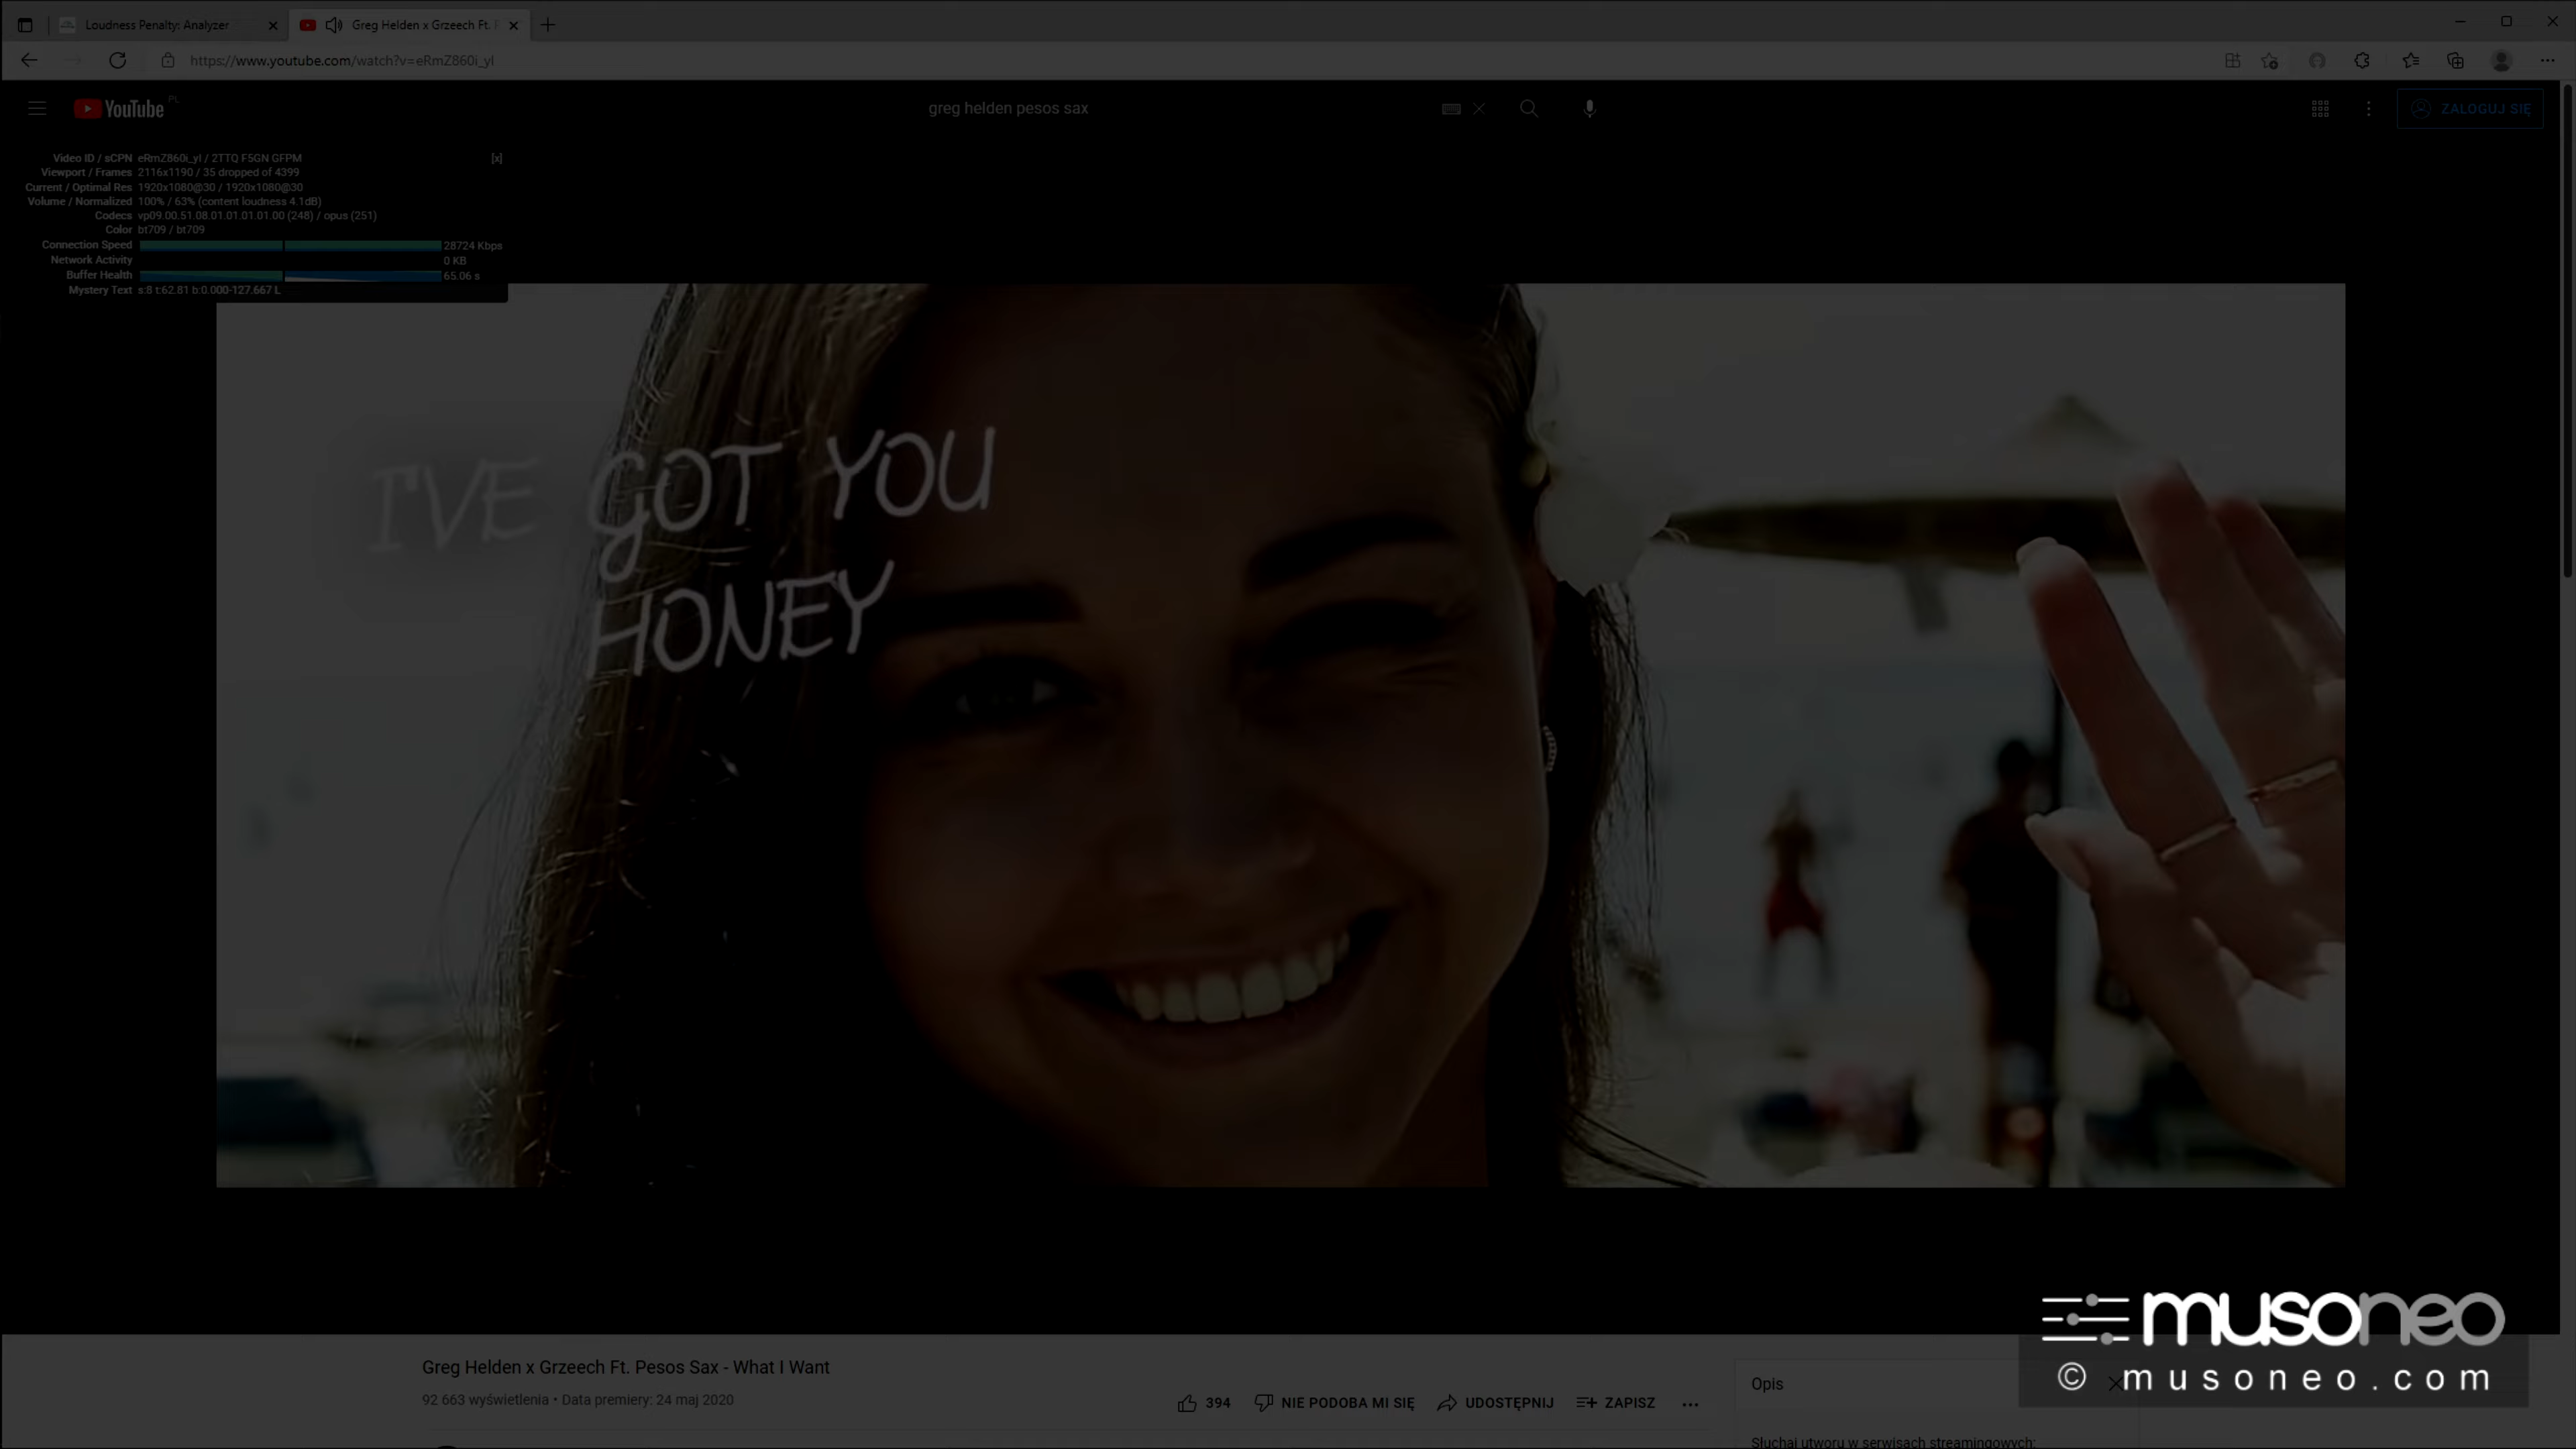 Loudness Penalty: Analyzer
Greg Helden x Grzeech Ft. P
https://www.youtube.com/watch?v=eRmZ860i_yI
YouTube PL
greg helden pesos sax
ZALOGUJ SIĘ
Video ID / sCPN eRmZ860i_yI / 2TTQ F5GN GFPM
[x]
Viewport / Frames 2116x1190 / 35 dropped of 4399
Current / Optimal Res 1920x1080@30 / 1920x1080@30
Volume / Normalized 100% / 63% (content loudness 4.1dB)
Codecs vp09.00.51.08.01.01.01.01.00 (248) / opus (251)
Color bt709 / bt709
Connection Speed 28724 Kbps
Network Activity 0 KB
Buffer Health 65.06 s
Mystery Text s:8 t:62.81 b:0.000-127.667 L
I'VE GOT YOU
HONEY
musoneo
© musoneo.com
Greg Helden x Grzeech Ft. Pesos Sax - What I Want
92 663 wyświetlenia • Data premiery: 24 maj 2020
394
NIE PODOBA MI SIĘ
UDOSTĘPNIJ
ZAPISZ
Opis
Słuchaj utworu w serwisach streamingowych: